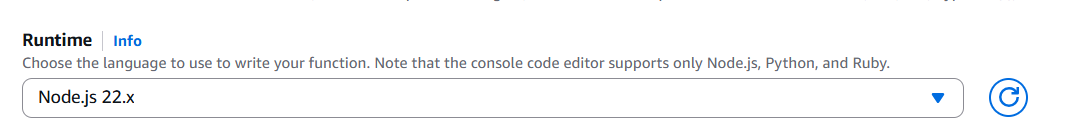 Runtime Info
Choose the language to use to write your function. Note that the console code editor supports only Node.js, Python, and Ruby.
Node.js 22.x